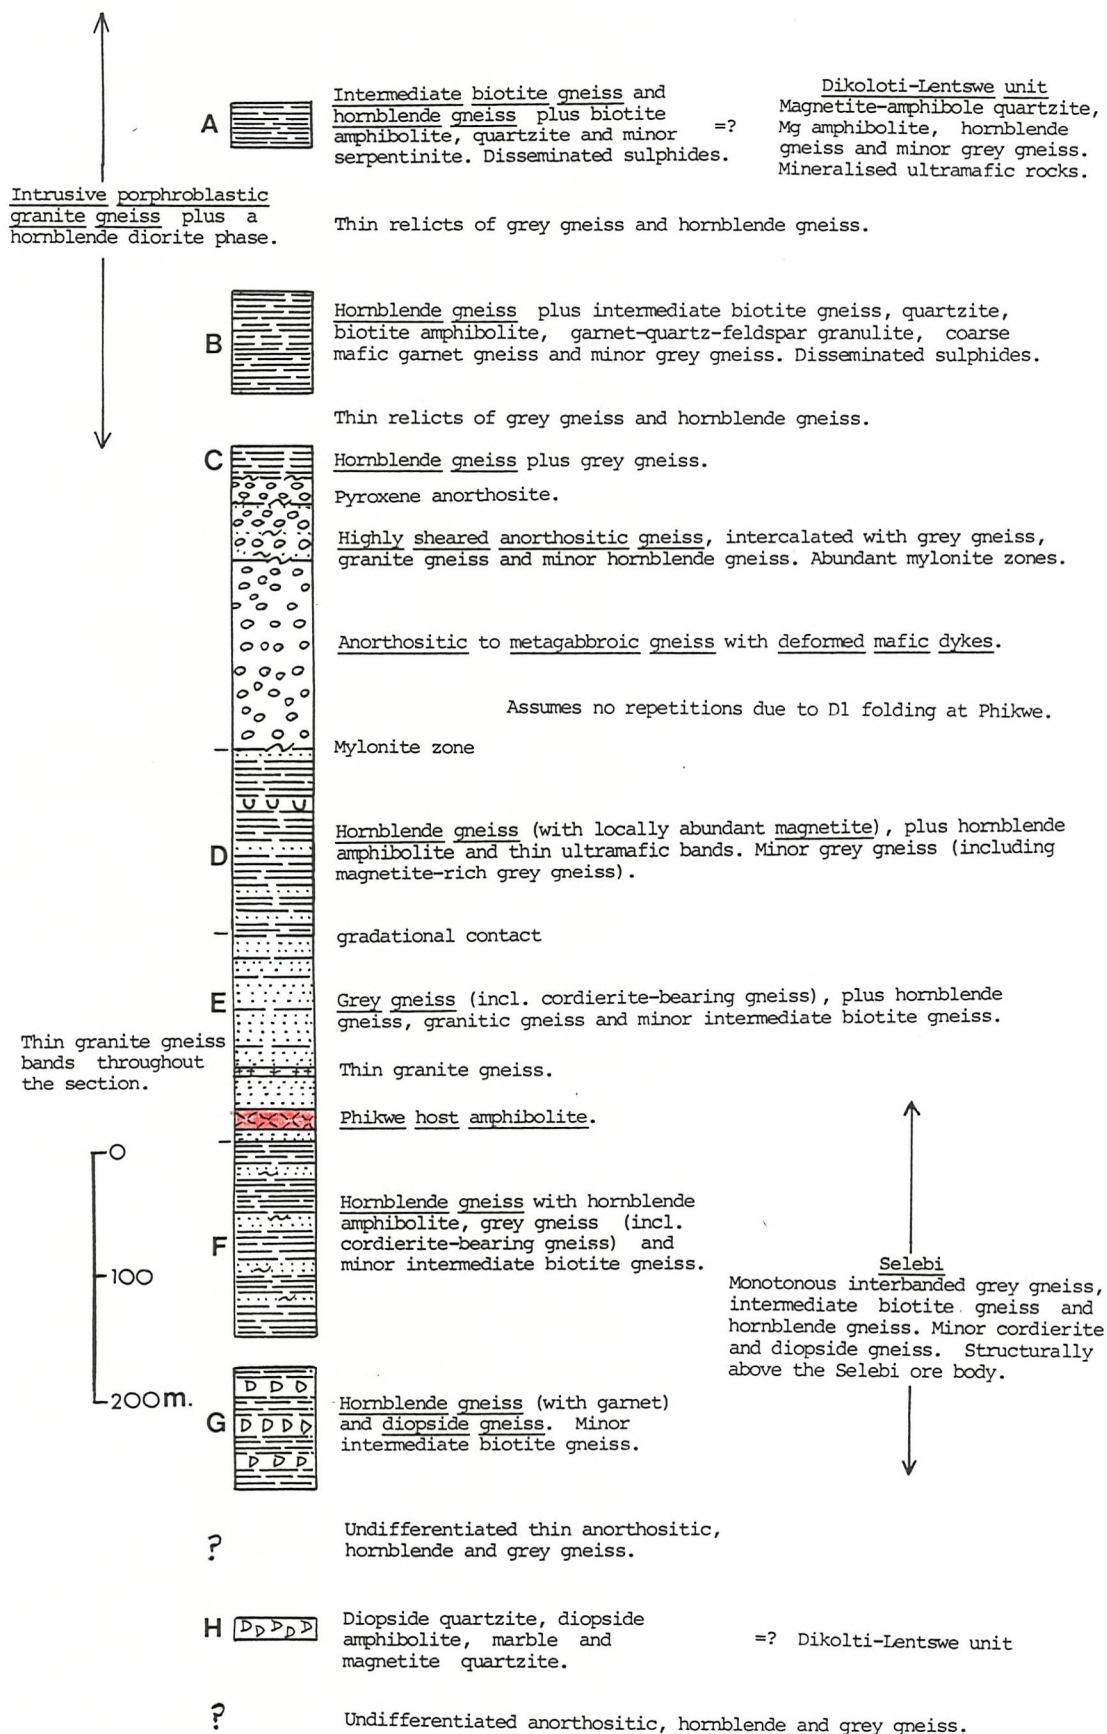 A
Intermediate biotite gneiss and
hornblende gneiss plus biotite
amphibolite, quartzite and minor
serpentinite. Disseminated sulphides.
=?
Dikoloti-Lentswe unit
Magnetite-amphibole quartzite,
Mg amphibolite, hornblende
gneiss and minor grey gneiss.
Mineralised ultramafic rocks.
Intrusive porphroblastic
granite gneiss plus a
hornblende diorite phase.
Thin relicts of grey gneiss and hornblende gneiss.
B
Hornblende gneiss plus intermediate biotite gneiss, quartzite,
biotite amphibolite, garnet-quartz-feldspar granulite, coarse
mafic garnet gneiss and minor grey gneiss. Disseminated sulphides.
Thin relicts of grey gneiss and hornblende gneiss.
C
Hornblende gneiss plus grey gneiss.
Pyroxene anorthosite.
Highly sheared anorthositic gneiss, intercalated with grey gneiss,
granite gneiss and minor hornblende gneiss. Abundant mylonite zones.
Anorthositic to metagabbroic gneiss with deformed mafic dykes.
Assumes no repetitions due to D1 folding at Phikwe.
Mylonite zone
D
Hornblende gneiss (with locally abundant magnetite), plus hornblende
amphibolite and thin ultramafic bands. Minor grey gneiss (including
magnetite-rich grey gneiss).
gradational contact
E
Grey gneiss (incl. cordierite-bearing gneiss), plus hornblende
gneiss, granitic gneiss and minor intermediate biotite gneiss.
Thin granite gneiss
bands throughout
the section.
Thin granite gneiss.
Phikwe host amphibolite.
0
100
200m.
F
Hornblende gneiss with hornblende
amphibolite, grey gneiss (incl.
cordierite-bearing gneiss) and
minor intermediate biotite gneiss.
Selebi
Monotonous interbanded grey gneiss,
intermediate biotite gneiss and
hornblende gneiss. Minor cordierite
and diopside gneiss. Structurally
above the Selebi ore body.
G
D D D
D D D D
D D D
Hornblende gneiss (with garnet)
and diopside gneiss. Minor
intermediate biotite gneiss.
?
Undifferentiated thin anorthositic,
hornblende and grey gneiss.
H
D D D D D
Diopside quartzite, diopside
amphibolite, marble and
magnetite quartzite.
=? Dikolti-Lentswe unit
?
Undifferentiated anorthositic, hornblende and grey gneiss.